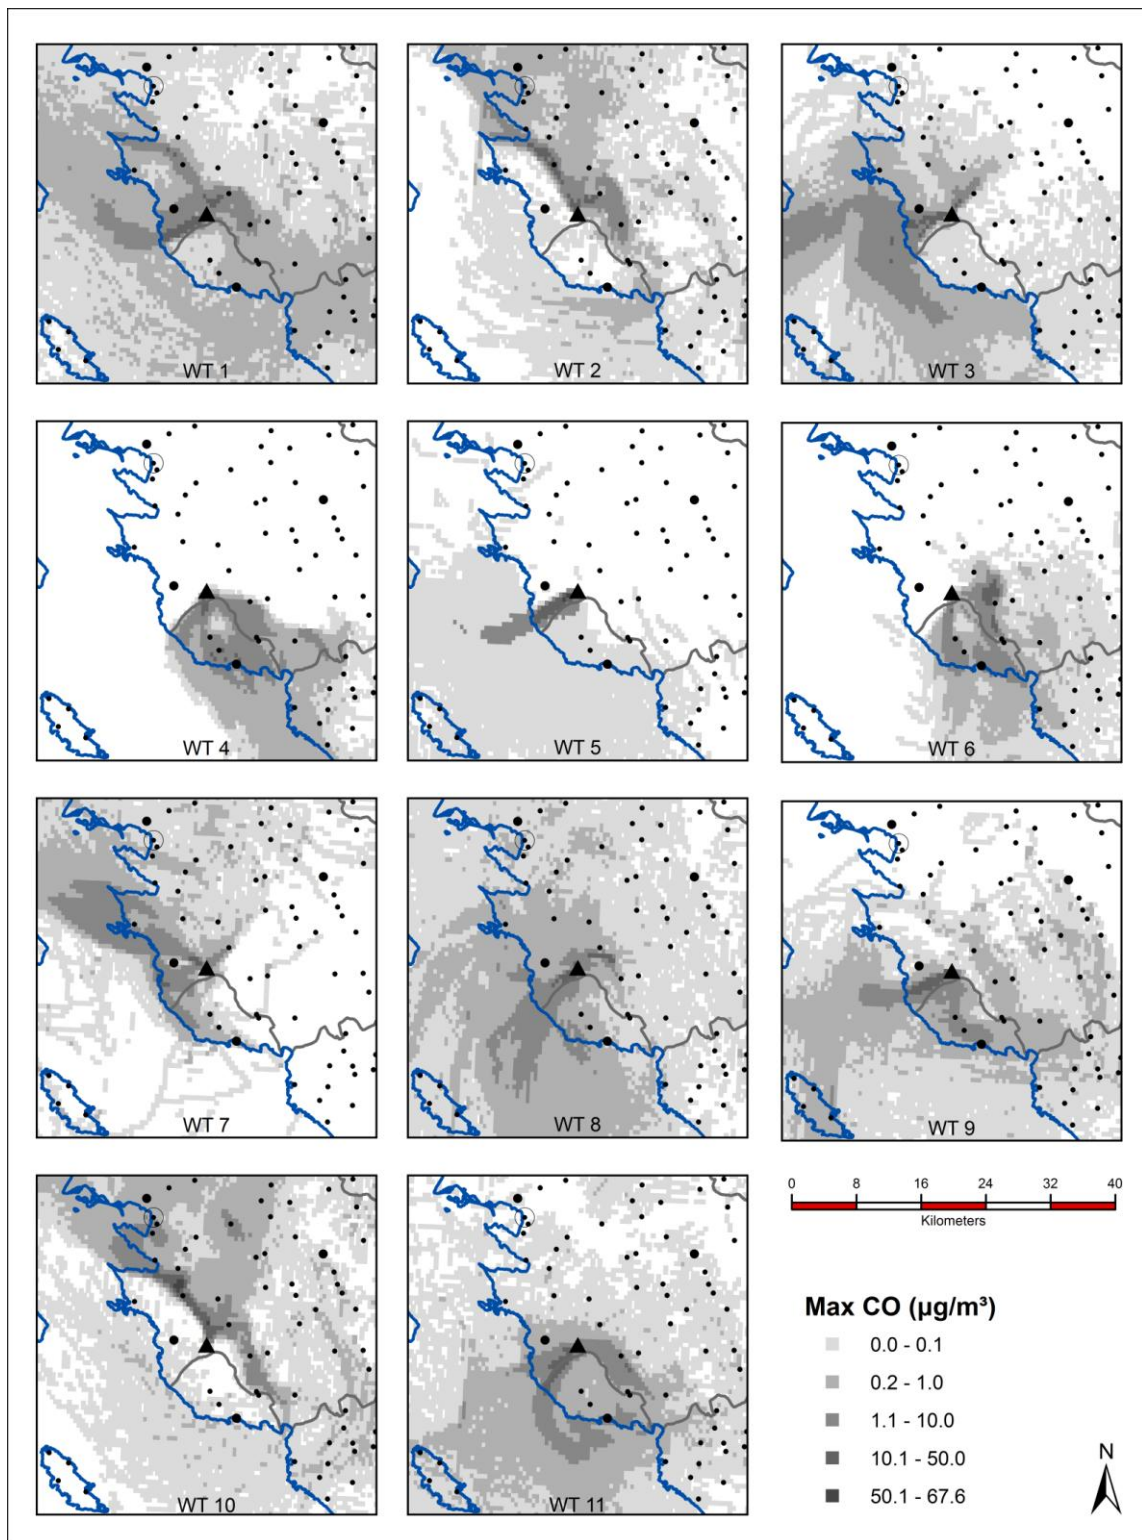 WT 1
WT 2
WT 3
WT 4
WT 5
WT 6
WT 7
WT 8
WT 9
WT 10
WT 11
0 8 16 24 32 40
Kilometers
Max CO (µg/m³)
0.0 - 0.1
0.2 - 1.0
1.1 - 10.0
10.1 - 50.0
50.1 - 67.6
N